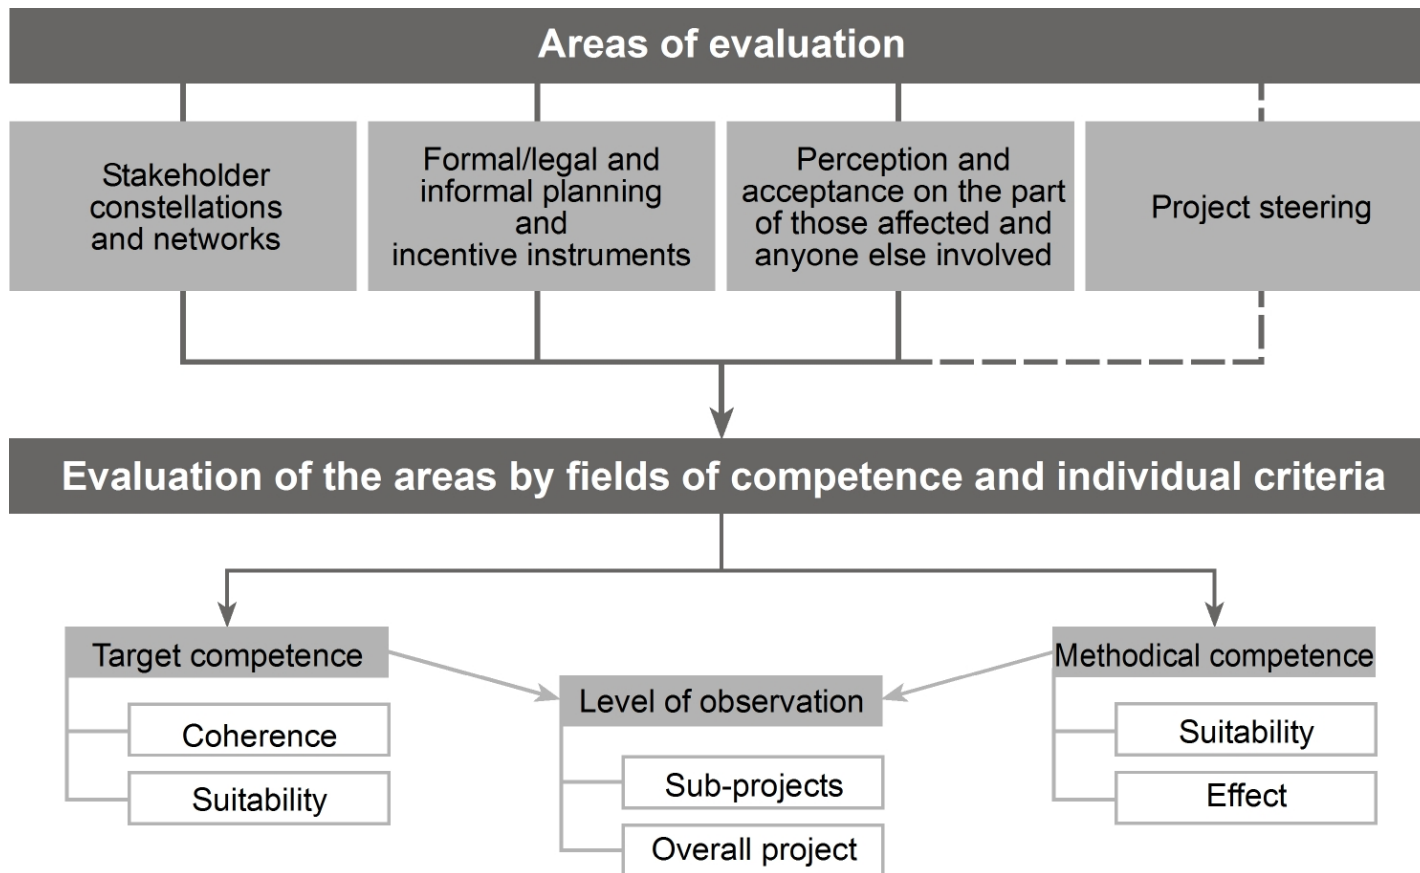 Areas of evaluation
Stakeholder
constellations
and networks
Formal/legal and
informal planning
and
incentive instruments
Perception and
acceptance on the part
of those affected and
anyone else involved
Project steering
Evaluation of the areas by fields of competence and individual criteria
Target competence
Coherence
Suitability
Level of observation
Sub-projects
Overall project
Methodical competence
Suitability
Effect